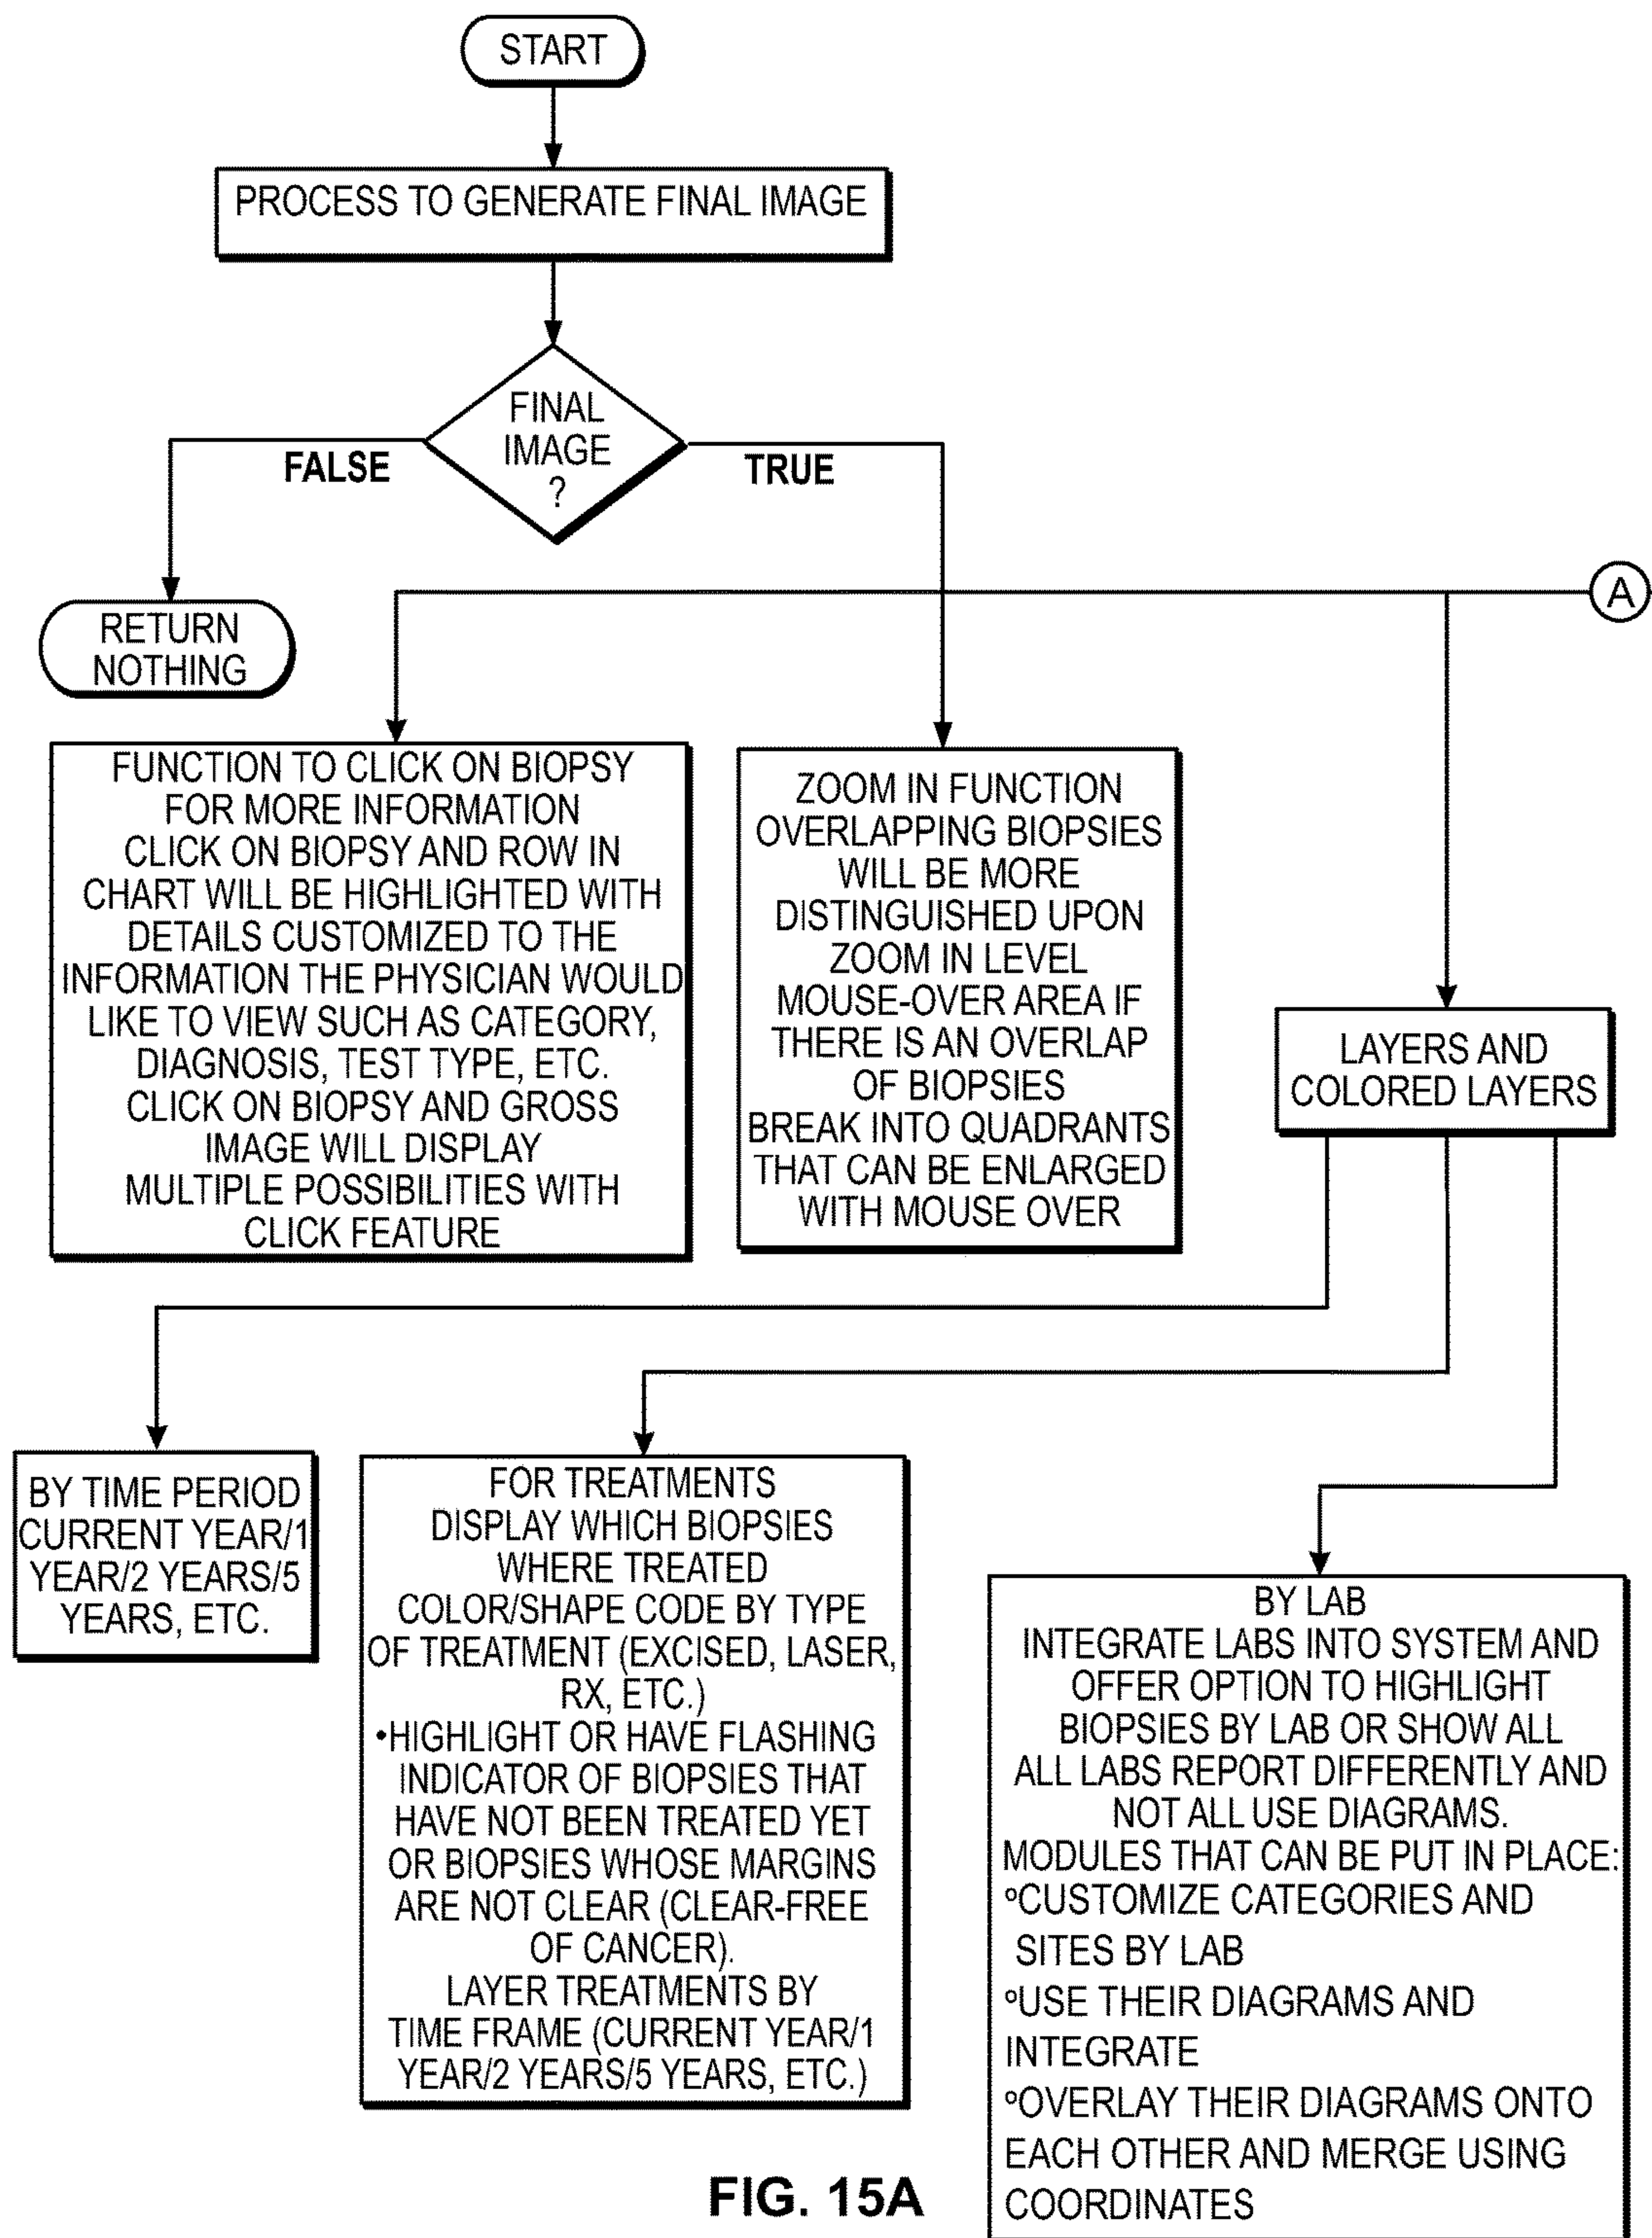 START
PROCESS TO GENERATE FINAL IMAGE
FINAL
IMAGE
?
FALSE
TRUE
A
RETURN
NOTHING
FUNCTION TO CLICK ON BIOPSY
FOR MORE INFORMATION
CLICK ON BIOPSY AND ROW IN
CHART WILL BE HIGHLIGHTED WITH
DETAILS CUSTOMIZED TO THE
INFORMATION THE PHYSICIAN WOULD
LIKE TO VIEW SUCH AS CATEGORY,
DIAGNOSIS, TEST TYPE, ETC.
CLICK ON BIOPSY AND GROSS
IMAGE WILL DISPLAY
MULTIPLE POSSIBILITIES WITH
CLICK FEATURE
ZOOM IN FUNCTION
OVERLAPPING BIOPSIES
WILL BE MORE
DISTINGUISHED UPON
ZOOM IN LEVEL
MOUSE-OVER AREA IF
THERE IS AN OVERLAP
OF BIOPSIES
BREAK INTO QUADRANTS
THAT CAN BE ENLARGED
WITH MOUSE OVER
LAYERS AND
COLORED LAYERS
BY TIME PERIOD
CURRENT YEAR/1
YEAR/2 YEARS/5
YEARS, ETC.
FOR TREATMENTS
DISPLAY WHICH BIOPSIES
WHERE TREATED
COLOR/SHAPE CODE BY TYPE
OF TREATMENT (EXCISED, LASER,
RX, ETC.)
•HIGHLIGHT OR HAVE FLASHING
INDICATOR OF BIOPSIES THAT
HAVE NOT BEEN TREATED YET
OR BIOPSIES WHOSE MARGINS
ARE NOT CLEAR (CLEAR-FREE
OF CANCER).
LAYER TREATMENTS BY
TIME FRAME (CURRENT YEAR/1
YEAR/2 YEARS/5 YEARS, ETC.)
BY LAB
INTEGRATE LABS INTO SYSTEM AND
OFFER OPTION TO HIGHLIGHT
BIOPSIES BY LAB OR SHOW ALL
ALL LABS REPORT DIFFERENTLY AND
NOT ALL USE DIAGRAMS.
MODULES THAT CAN BE PUT IN PLACE:
°CUSTOMIZE CATEGORIES AND
SITES BY LAB
°USE THEIR DIAGRAMS AND
INTEGRATE
°OVERLAY THEIR DIAGRAMS ONTO
EACH OTHER AND MERGE USING
COORDINATES
FIG. 15A